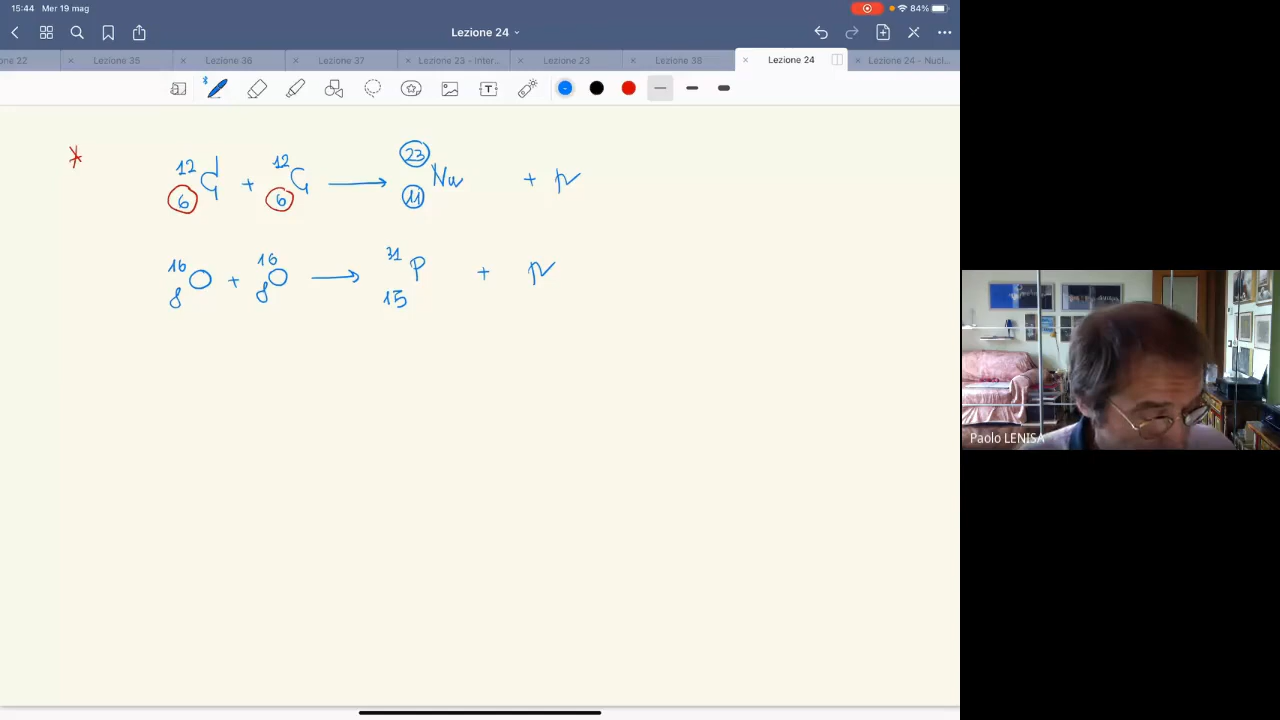 15:44 Mer 19 mag 84%
Lezione 24
ne 22 Lezione 35 Lezione 36 Lezione 37 Lezione 23 - Inter... Lezione 23 Lezione 38 Lezione 24 Lezione 24 - Nucl...
12 6 C + 12 6 C → 23 11 Na + p
16 8 O + 16 8 O → 31 15 P + p
Paolo LENISA